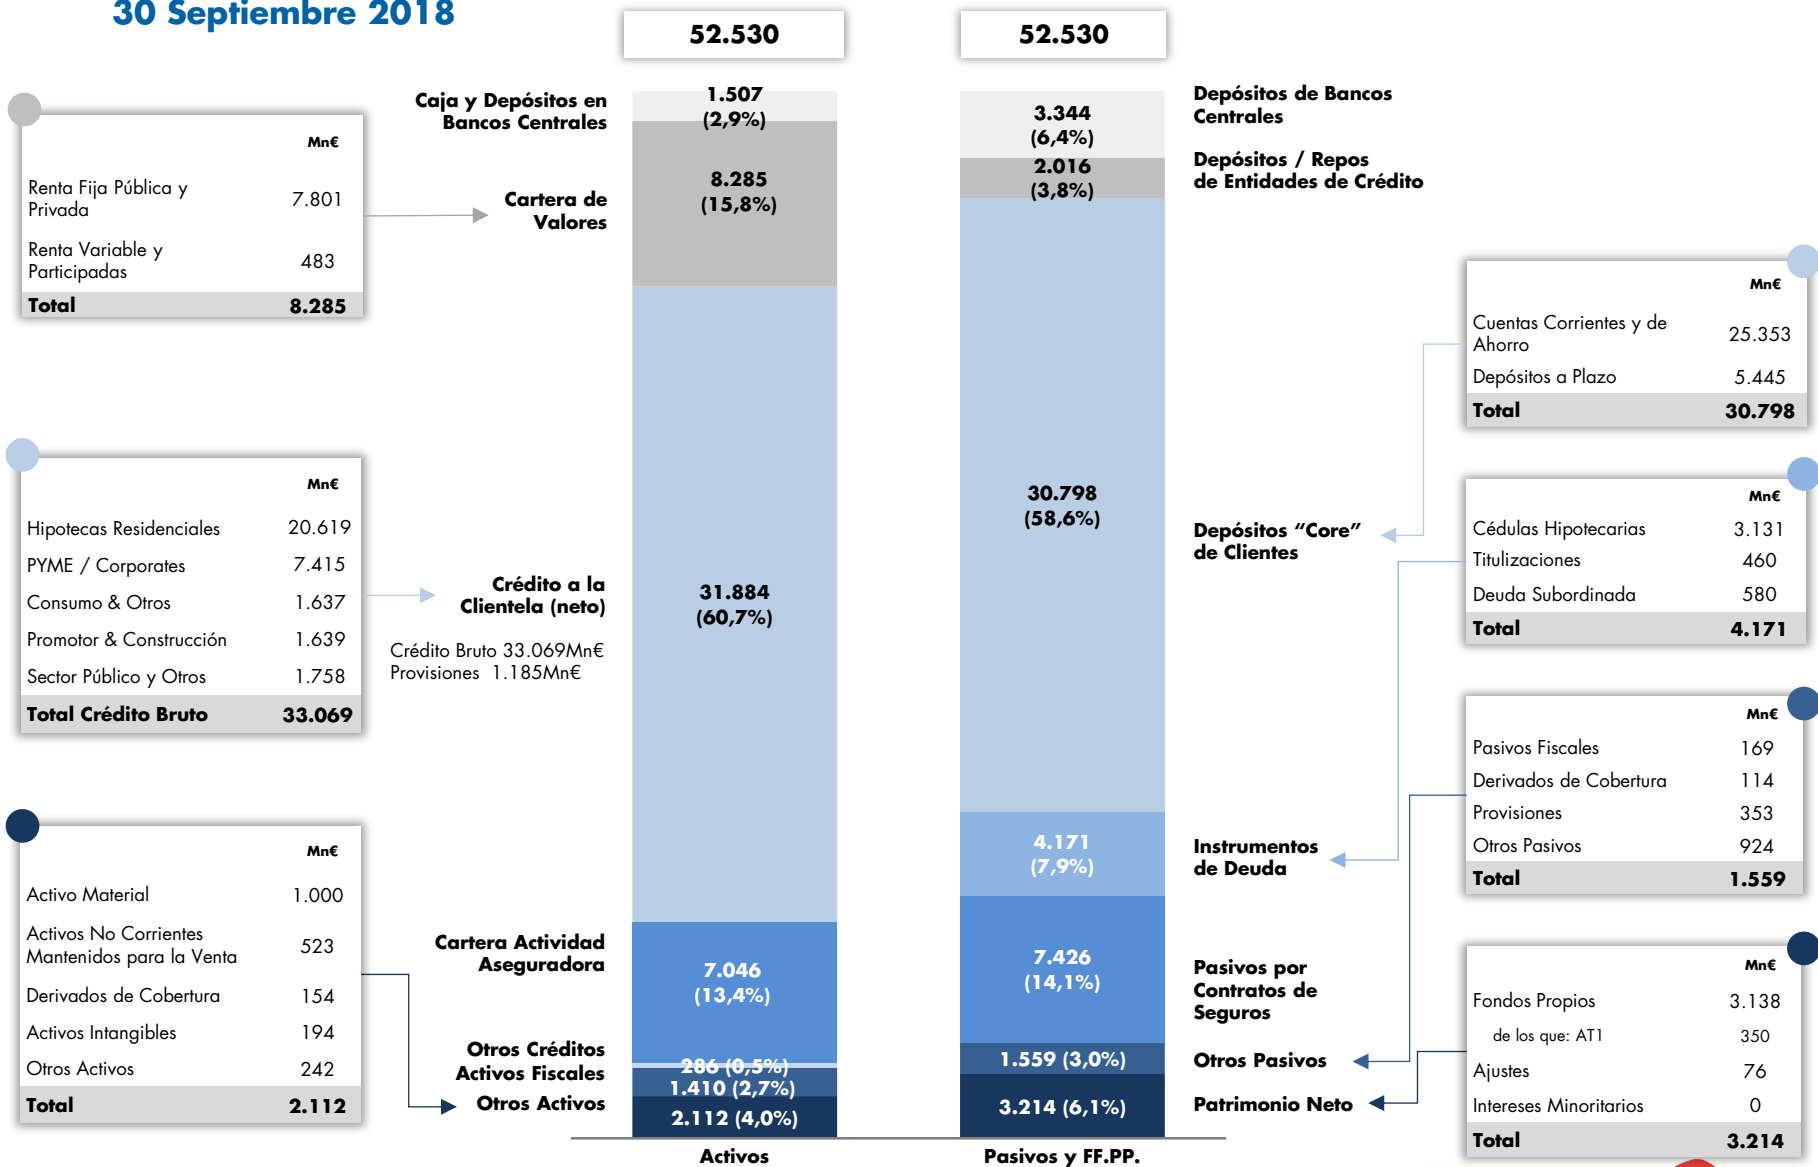 30 Septiembre 2018
52.530
52.530
Mn€
Renta Fija Pública y
Privada
7.801
Renta Variable y
Participadas
483
Total 8.285
Mn€
Hipotecas Residenciales 20.619
PYME / Corporates 7.415
Consumo & Otros 1.637
Promotor & Construcción 1.639
Sector Público y Otros 1.758
Total Crédito Bruto 33.069
Mn€
Activo Material 1.000
Activos No Corrientes
Mantenidos para la Venta
523
Derivados de Cobertura 154
Activos Intangibles 194
Otros Activos 242
Total 2.112
Caja y Depósitos en
Bancos Centrales
Cartera de
Valores
Crédito a la
Clientela (neto)
Crédito Bruto 33.069Mn€
Provisiones 1.185Mn€
Cartera Actividad
Aseguradora
Otros Créditos
Activos Fiscales
Otros Activos
1.507
(2,9%)
8.285
(15,8%)
31.884
(60,7%)
7.046
(13,4%)
286 (0,5%)
1.410 (2,7%)
2.112 (4,0%)
Activos
3.344
(6,4%)
2.016
(3,8%)
30.798
(58,6%)
4.171
(7,9%)
7.426
(14,1%)
1.559 (3,0%)
3.214 (6,1%)
Pasivos y FF.PP.
Depósitos de Bancos
Centrales
Depósitos / Repos
de Entidades de Crédito
Depósitos “Core”
de Clientes
Instrumentos
de Deuda
Pasivos por
Contratos de
Seguros
Otros Pasivos
Patrimonio Neto
Mn€
Cuentas Corrientes y de
Ahorro
25.353
Depósitos a Plazo 5.445
Total 30.798
Mn€
Cédulas Hipotecarias 3.131
Titulizaciones 460
Deuda Subordinada 580
Total 4.171
Mn€
Pasivos Fiscales 169
Derivados de Cobertura 114
Provisiones 353
Otros Pasivos 924
Total 1.559
Mn€
Fondos Propios 3.138
de los que: AT1 350
Ajustes 76
Intereses Minoritarios 0
Total 3.214